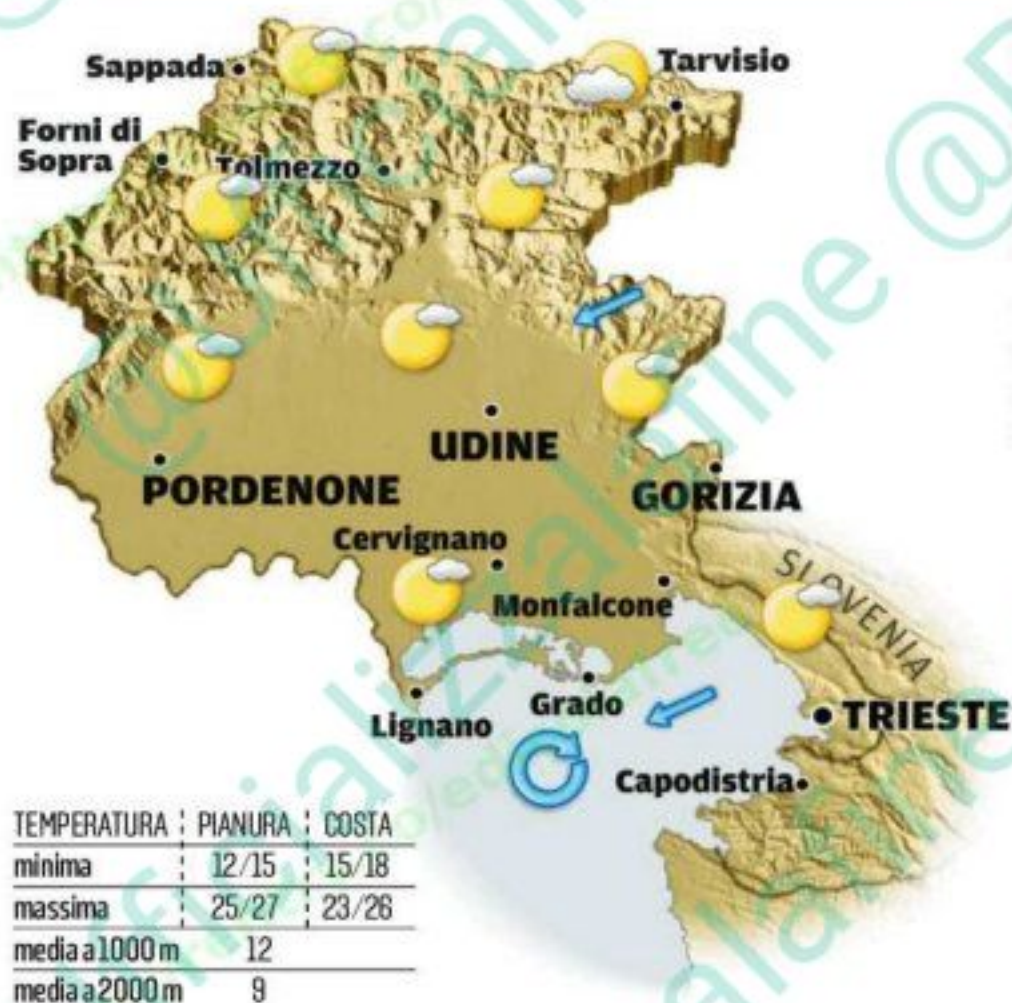 Sappada
Tarvisio
Forni di
Sopra
Tolmezzo
UDINE
PORDENONE
GORIZIA
Cervignano
SLOVENIA
Monfalcone
Grado
Lignano
TRIESTE
Capodistria
TEMPERATURA PIANURA COSTA
minima 12/15 15/18
massima 25/27 23/26
media a 1000 m 12
media a 2000 m 9